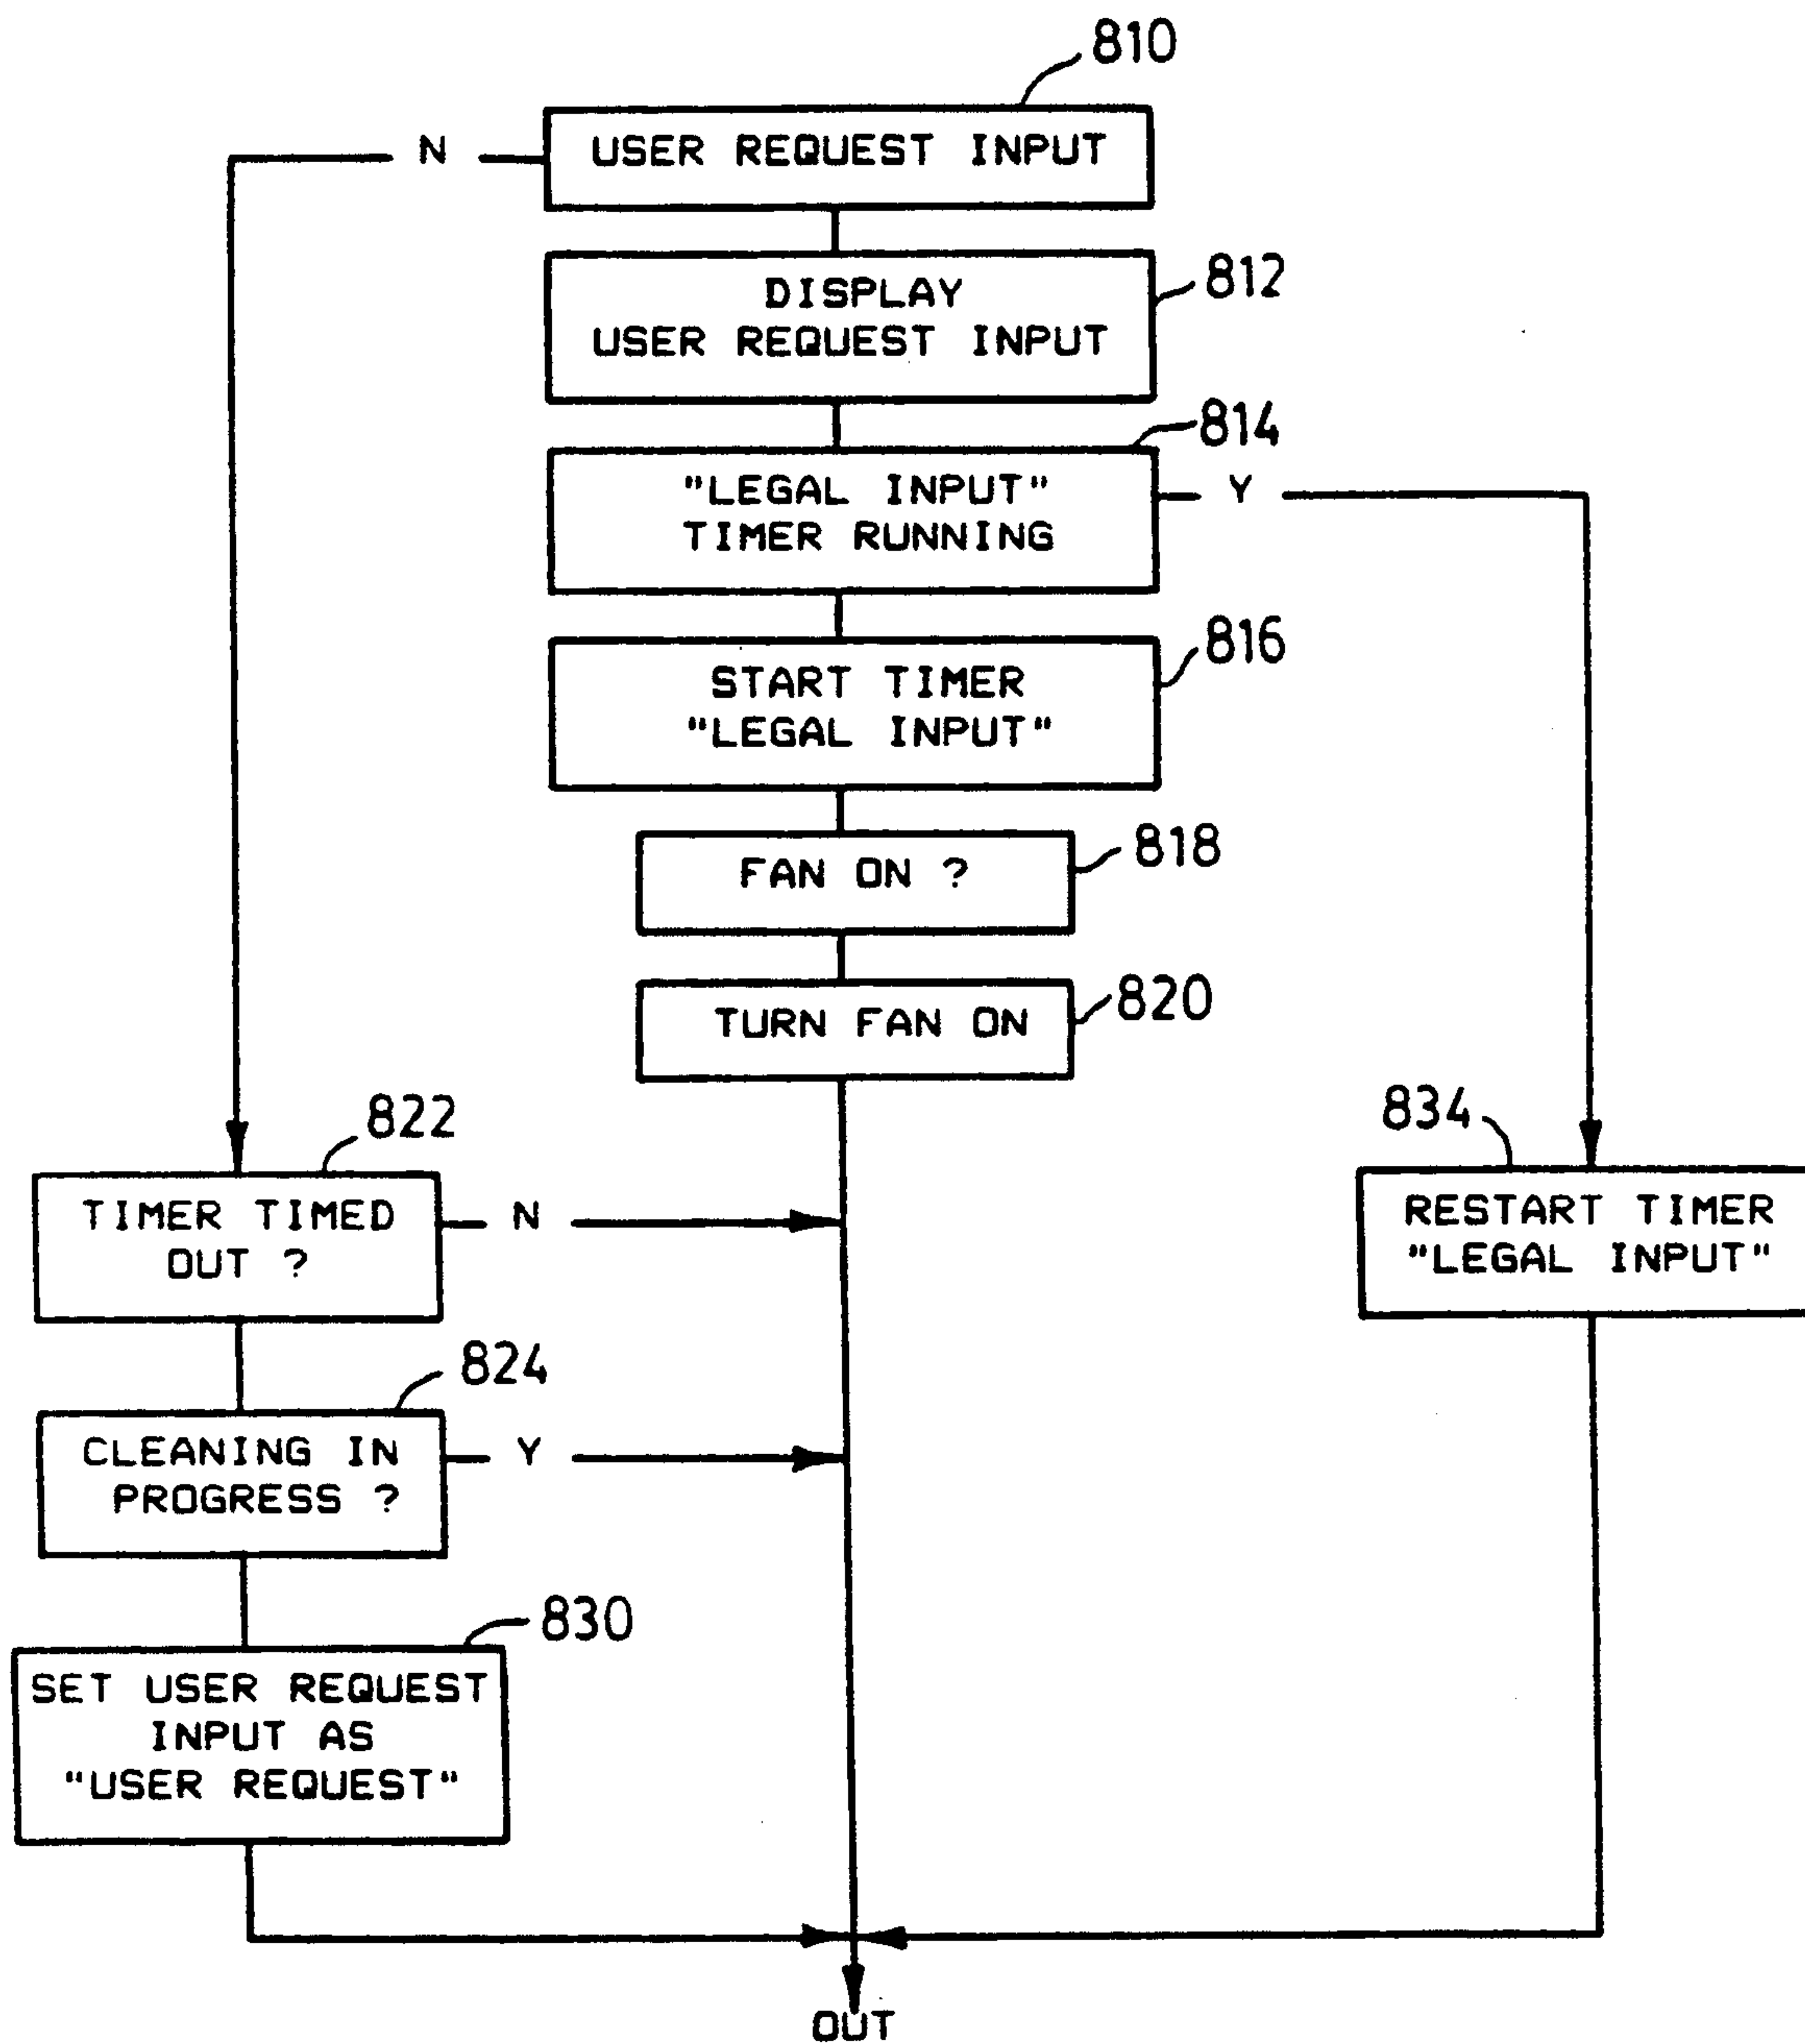 810
N
USER REQUEST INPUT
DISPLAY
USER REQUEST INPUT
812
814
"LEGAL INPUT"
TIMER RUNNING
Y
816
START TIMER
"LEGAL INPUT"
FAN ON ?
818
TURN FAN ON
820
822
TIMER TIMED
OUT ?
N
834
RESTART TIMER
"LEGAL INPUT"
824
CLEANING IN
PROGRESS ?
Y
830
SET USER REQUEST
INPUT AS
"USER REQUEST"
OUT